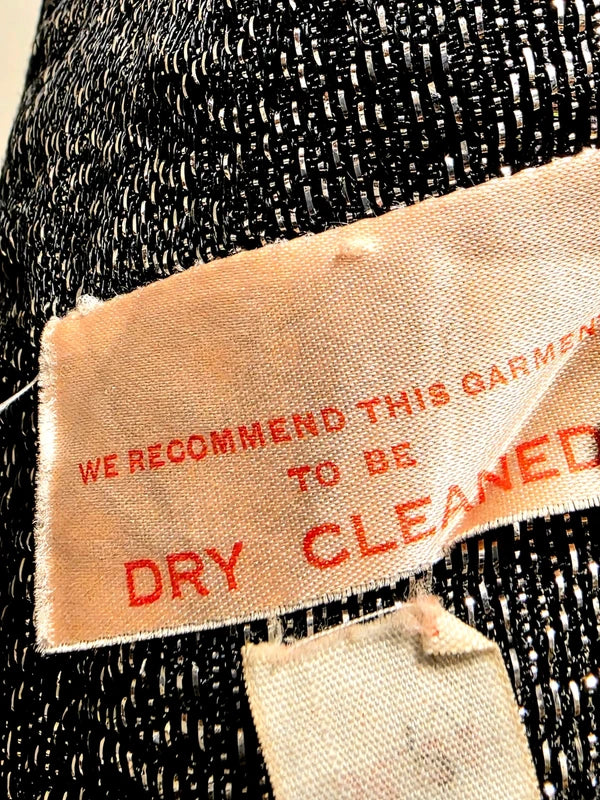 WE RECOMMEND THIS GARMENT
TO BE
DRY CLEANED